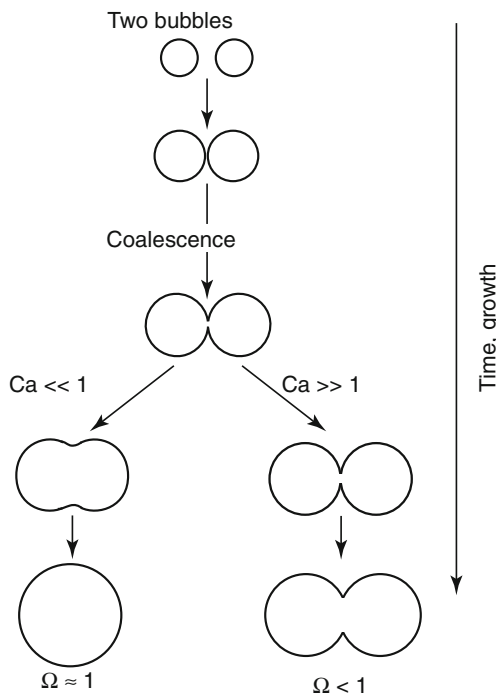 Two bubbles
Coalescence
Ca << 1
Ca >> 1
Ω ≈ 1
Ω < 1
Time, growth